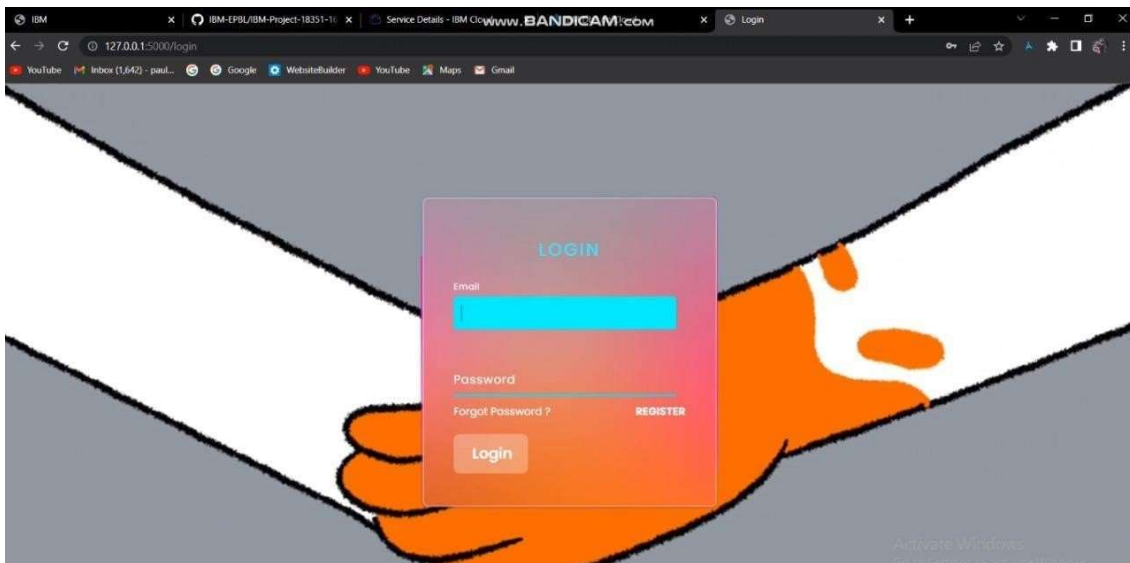 IBM
IBM-EPBL/IBM-Project-18351-16
Service Details - IBM Clo
www.BANDICAM.com
Login
127.0.0.1:5000/login
YouTube
Inbox (1,642) - paul...
Google
WebsiteBuilder
YouTube
Maps
Gmail
LOGIN
Email
Password
Forgot Password ?
REGISTER
Login
Activate Windows